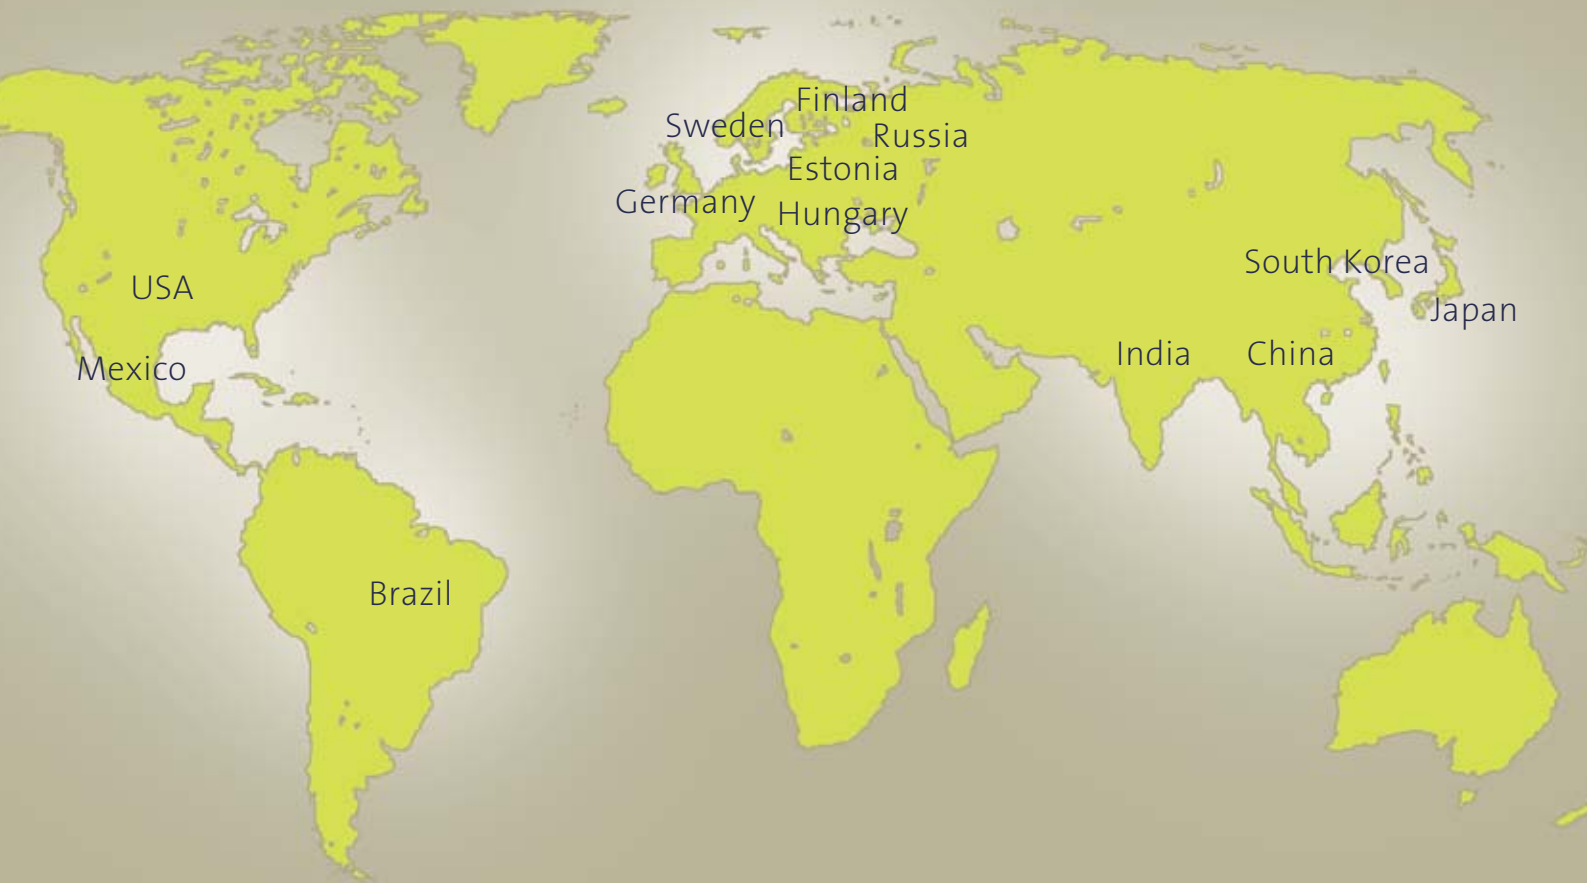 Finland
Sweden
Russia
Estonia
Germany
Hungary
South Korea
USA
Japan
India
China
Mexico
Brazil